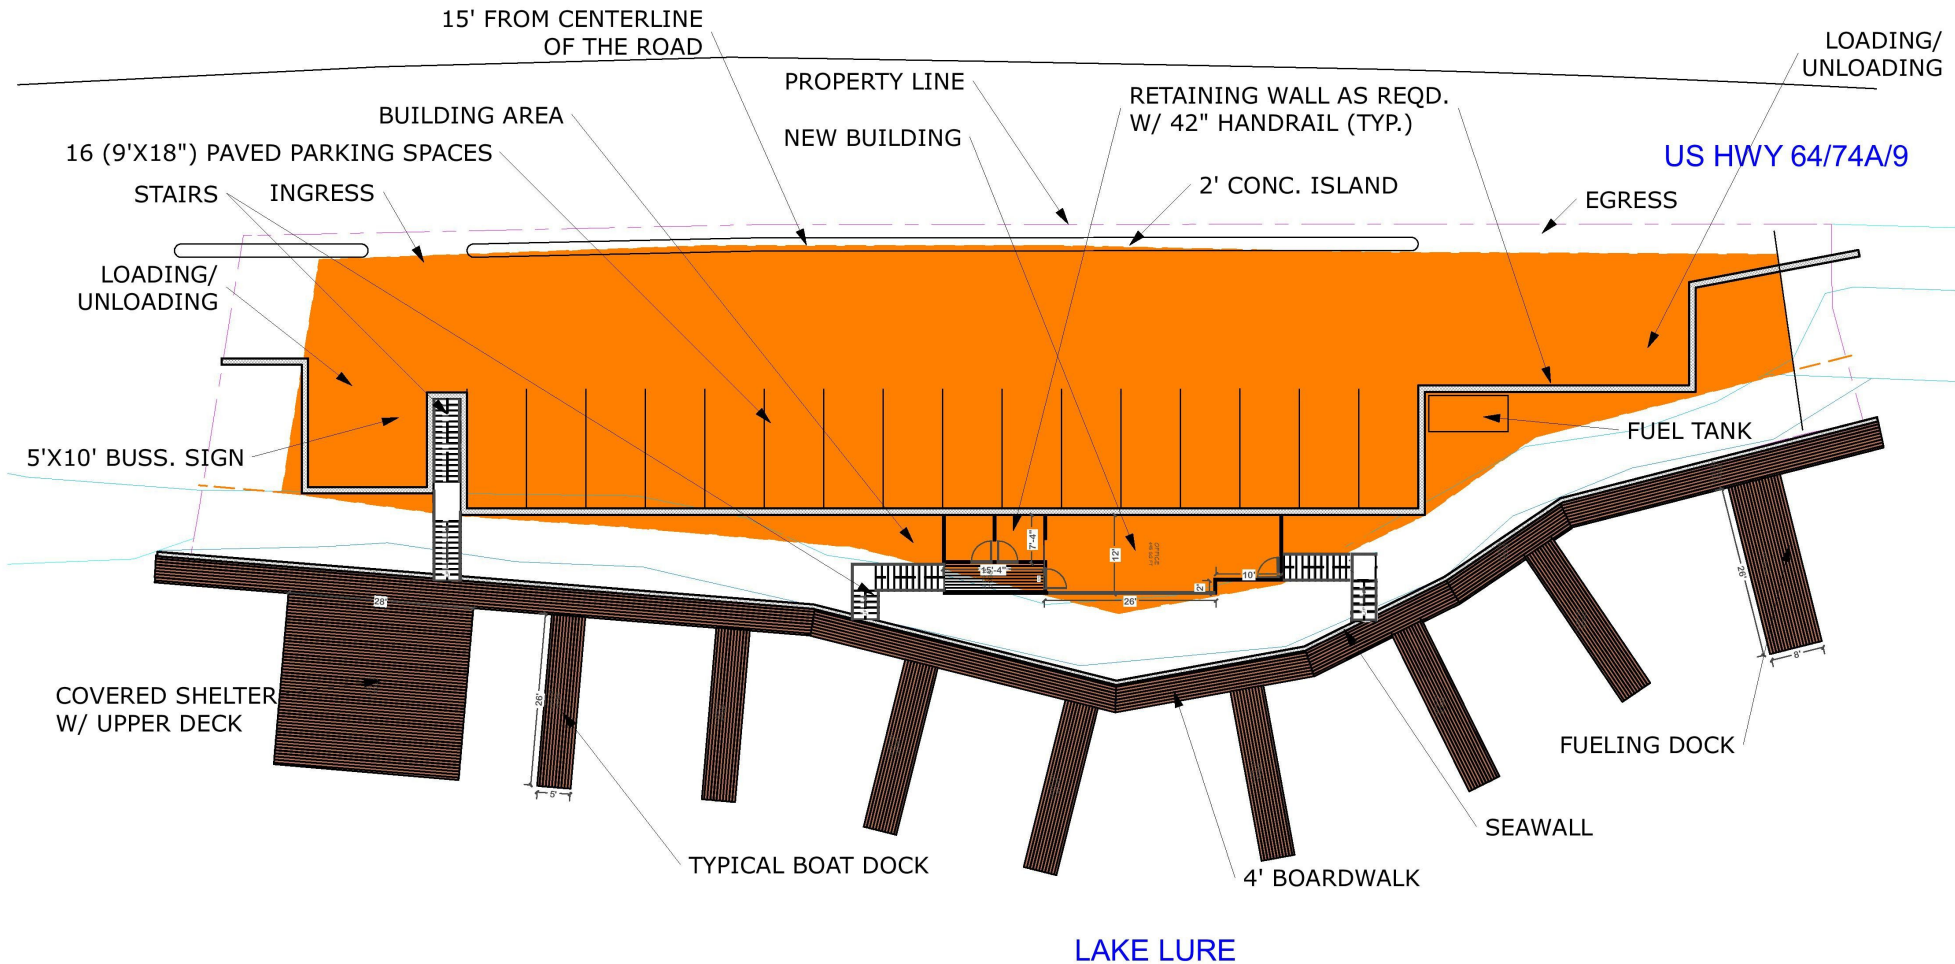 15' FROM CENTERLINE
OF THE ROAD
LOADING/
UNLOADING
PROPERTY LINE
RETAINING WALL AS REQD.
W/ 42" HANDRAIL (TYP.)
BUILDING AREA
NEW BUILDING
16 (9'X18") PAVED PARKING SPACES
US HWY 64/74A/9
STAIRS
INGRESS
2' CONC. ISLAND
EGRESS
LOADING/
UNLOADING
5'X10' BUSS. SIGN
FUEL TANK
7'-4"
12'
OFFICE
10'
2'
26'
28'
26'
5'
26'
8'
COVERED SHELTER
W/ UPPER DECK
FUELING DOCK
SEAWALL
TYPICAL BOAT DOCK
4' BOARDWALK
LAKE LURE